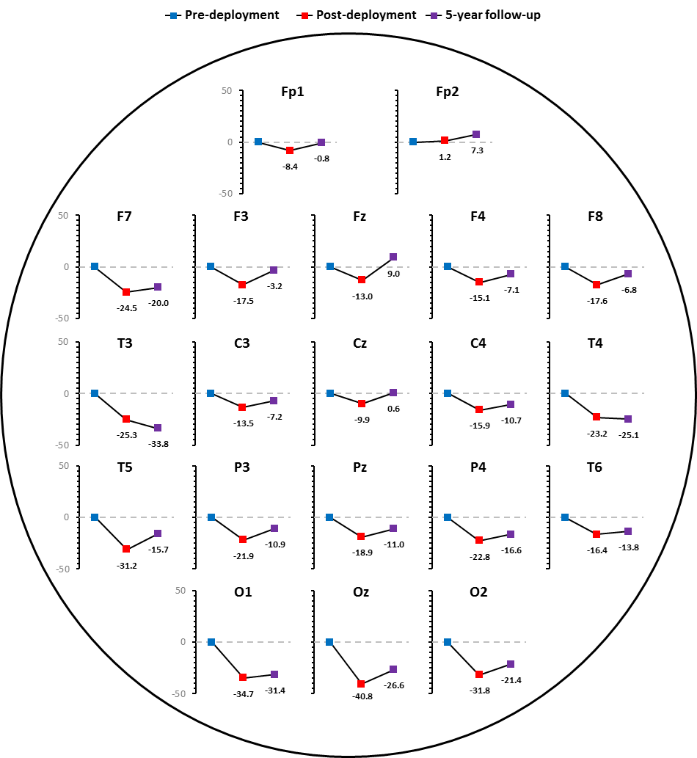 Pre-deployment Post-deployment 5-year follow-up
Fp1 Fp2
50
0
-8.4 -0.8 1.2 7.3
-50
F7 F3 Fz F4 F8
50
0
-24.5 -20.0 -17.5 -3.2 -13.0 9.0 -15.1 -7.1 -17.6 -6.8
-50
T3 C3 Cz C4 T4
50
0
-25.3 -33.8 -13.5 -7.2 -9.9 0.6 -15.9 -10.7 -23.2 -25.1
-50
T5 P3 Pz P4 T6
50
0
-31.2 -15.7 -21.9 -10.9 -18.9 -11.0 -22.8 -16.6 -16.4 -13.8
-50
O1 Oz O2
50
0
-34.7 -31.4 -40.8 -26.6 -31.8 -21.4
-50